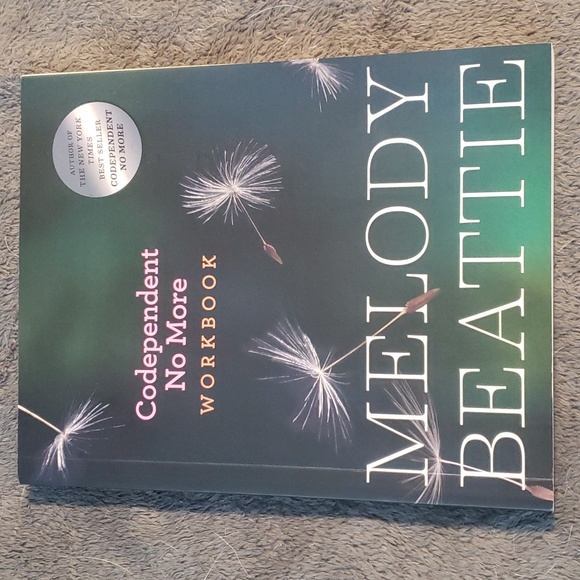 AUTHOR OF
THE NEW YORK
TIMES
BEST SELLER
CODEPENDENT
NO MORE
Codependent
No More
WORKBOOK
MELODY
BEATTIE